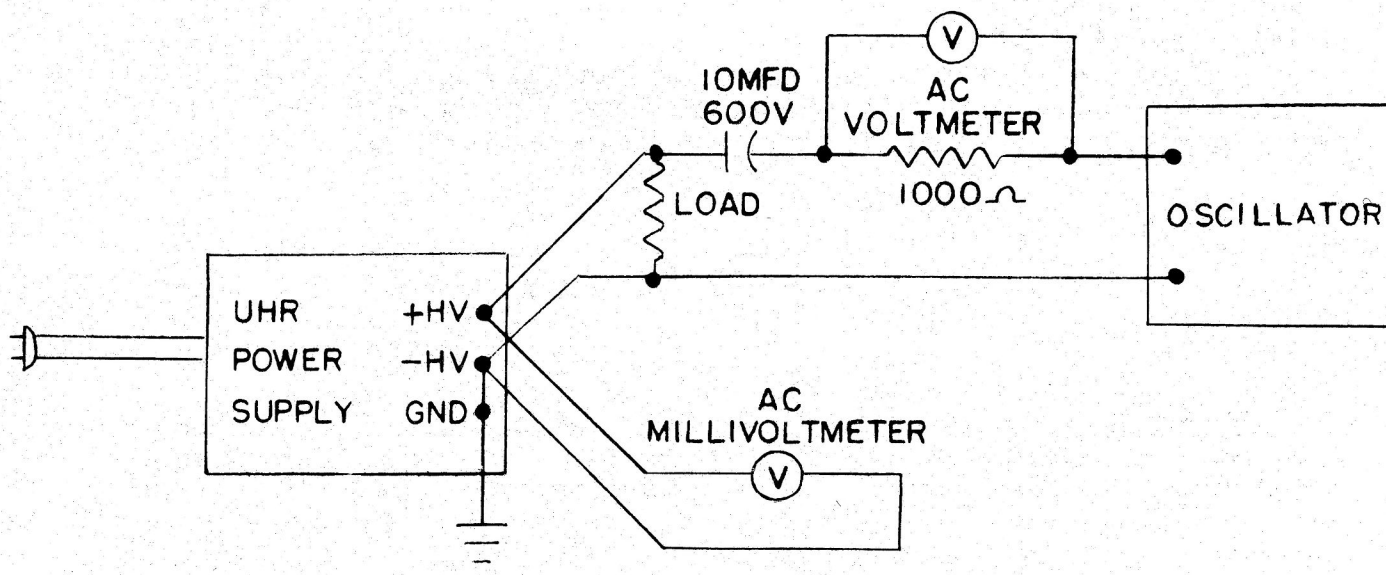 V
10MFD
600V
AC
VOLTMETER
LOAD
1000Ω
OSCILLATOR
UHR +HV
POWER -HV
SUPPLY GND
AC
MILLIVOLTMETER
V